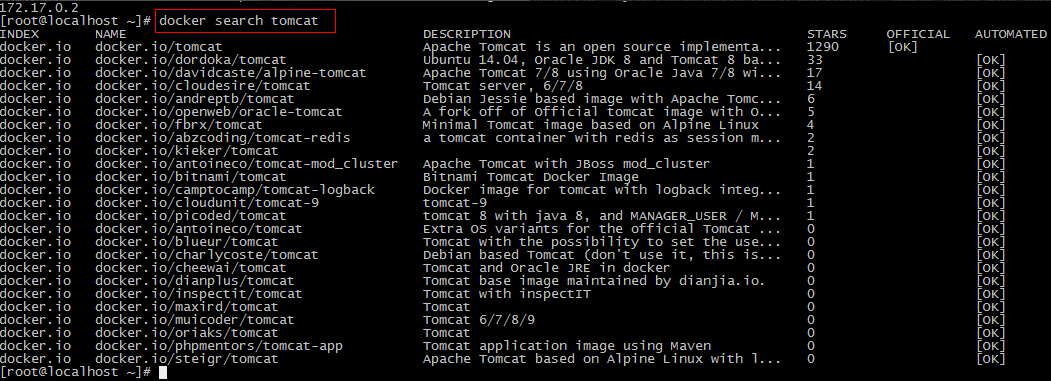 172.17.0.2
[root@localhost ~]# docker search tomcat
INDEX NAME DESCRIPTION STARS OFFICIAL AUTOMATED
docker.io docker.io/tomcat Apache Tomcat is an open source implementa... 1290 [OK]
docker.io docker.io/dordoka/tomcat Ubuntu 14.04, Oracle JDK 8 and Tomcat 8 ba... 33 [OK]
docker.io docker.io/davidcaste/alpine-tomcat Apache Tomcat 7/8 using Oracle Java 7/8 wi... 17 [OK]
docker.io docker.io/cloudesire/tomcat Tomcat server, 6/7/8 14 [OK]
docker.io docker.io/andreptb/tomcat Debian Jessie based image with Apache Tomc... 6 [OK]
docker.io docker.io/openweb/oracle-tomcat A fork off of Official tomcat image with O... 5 [OK]
docker.io docker.io/fbrx/tomcat Minimal Tomcat image based on Alpine Linux 4 [OK]
docker.io docker.io/abzcoding/tomcat-redis a tomcat container with redis as session m... 2 [OK]
docker.io docker.io/kieker/tomcat 2 [OK]
docker.io docker.io/antoineco/tomcat-mod_cluster Apache Tomcat with JBoss mod_cluster 1 [OK]
docker.io docker.io/bitnami/tomcat Bitnami Tomcat Docker Image 1 [OK]
docker.io docker.io/camptocamp/tomcat-logback Docker image for tomcat with logback integ... 1 [OK]
docker.io docker.io/cloudunit/tomcat-9 tomcat-9 1 [OK]
docker.io docker.io/picoded/tomcat tomcat 8 with java 8, and MANAGER_USER / M... 1 [OK]
docker.io docker.io/antoineco/tomcat Extra OS variants for the official Tomcat ... 0 [OK]
docker.io docker.io/blueur/tomcat Tomcat with the possibility to set the use... 0 [OK]
docker.io docker.io/charlycoste/tomcat Debian based Tomcat (don't use it, this is... 0 [OK]
docker.io docker.io/cheewai/tomcat Tomcat and Oracle JRE in docker 0 [OK]
docker.io docker.io/dianplus/tomcat Tomcat base image maintained by dianjia.io. 0 [OK]
docker.io docker.io/inspectit/tomcat Tomcat with inspectIT 0 [OK]
docker.io docker.io/maxird/tomcat Tomcat 0 [OK]
docker.io docker.io/muicoder/tomcat Tomcat 6/7/8/9 0 [OK]
docker.io docker.io/oriaks/tomcat Tomcat 0 [OK]
docker.io docker.io/phpmentors/tomcat-app Tomcat application image using Maven 0 [OK]
docker.io docker.io/steigr/tomcat Apache Tomcat based on Alpine Linux with l... 0 [OK]
[root@localhost ~]#